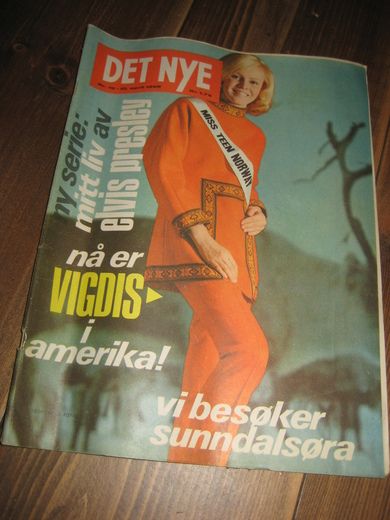 DET NYE
ny serie:
mitt liv av
elvis presley
MISS TEEN NORWAY
nå er
VIGDIS
i
amerika!
vi besøker
sunndalsøra